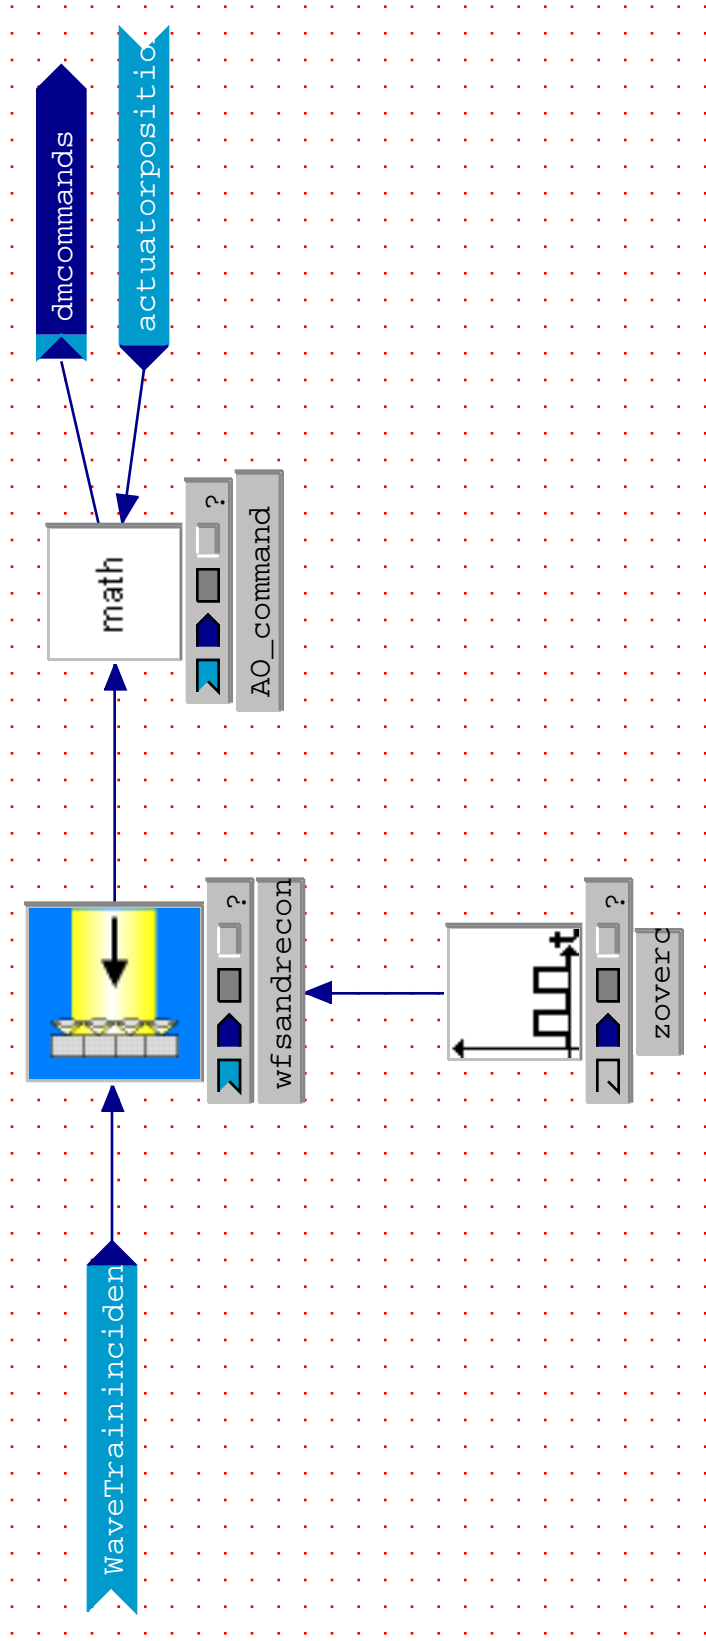 WaveTraininciden
wfsandrecon
?
t
zoverc
?
math
AO_command
?
dmcommands
actuatorpositio